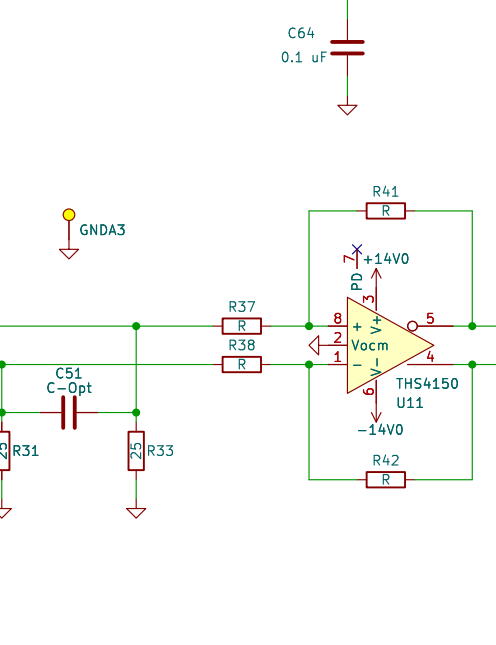 C64
0.1 uF
GNDA3
R41
R
7
PD
+14V0
3
V+
R37
R
8
+
5
2
Vocm
R38
R
1
-
4
V-
6
THS4150
U11
-14V0
C51
C-Opt
R31
25
R33
R42
R